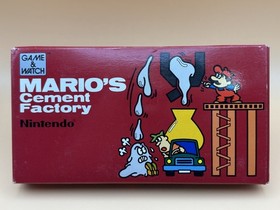 GAME &
WATCH
MARIO'S
Cement
Factory
Nintendo